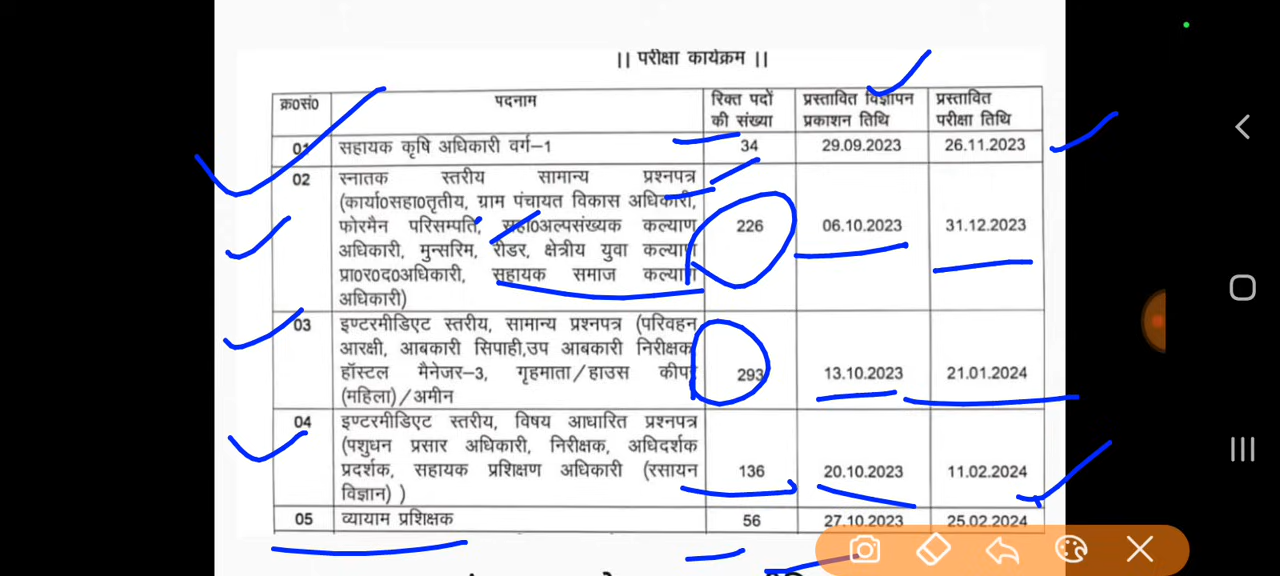 || परीक्षा कार्यक्रम ||
क्र0सं0 पदनाम रिक्त पदों की संख्या प्रस्तावित विज्ञापन प्रकाशन तिथि प्रस्तावित परीक्षा तिथि
01 सहायक कृषि अधिकारी वर्ग–1 34 29.09.2023 26.11.2023
02 स्नातक स्तरीय सामान्य प्रश्नपत्र
(कार्या0सहा0तृतीय, ग्राम पंचायत विकास अधिकारी,
फोरमैन परिसम्पति, सहा0अल्पसंख्यक कल्याण 226 06.10.2023 31.12.2023
अधिकारी, मुन्सरिम, रीडर, क्षेत्रीय युवा कल्याण
प्रा0र0द0अधिकारी, सहायक समाज कल्याण
अधिकारी)
03 इण्टरमीडिएट स्तरीय, सामान्य प्रश्नपत्र (परिवहन
आरक्षी, आबकारी सिपाही,उप आबकारी निरीक्षक
हॉस्टल मैनेजर–3, गृहमाता/हाउस कीपर 293 13.10.2023 21.01.2024
(महिला)/अमीन
04 इण्टरमीडिएट स्तरीय, विषय आधारित प्रश्नपत्र
(पशुधन प्रसार अधिकारी, निरीक्षक, अधिदर्शक
प्रदर्शक, सहायक प्रशिक्षण अधिकारी (रसायन 136 20.10.2023 11.02.2024
विज्ञान) )
05 व्यायाम प्रशिक्षक 56 27.10.2023 25.02.2024